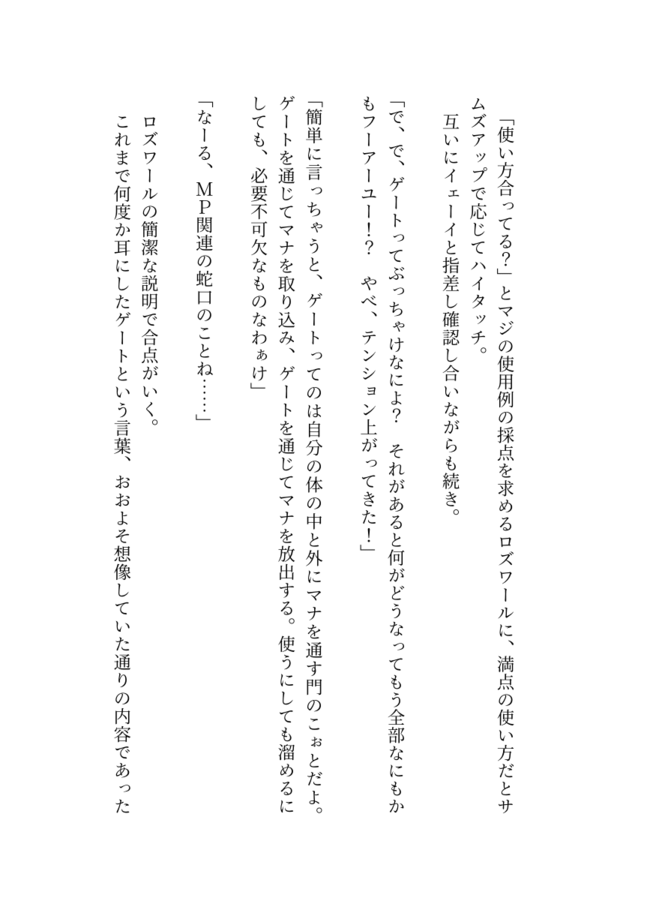 「使い方合ってる？」とマジの使用例の採点を求めるロズワールに、満点の使い方だとサ
ムズアップで応じてハイタッチ。
互いにイェーイと指差し確認し合いながらも続き。
「で、で、ゲートってぶっちゃけなによ？　それがあると何がどうなってもう全部なにもか
もフーアーユー！？　やべ、テンション上がってきた！」
「簡単に言っちゃうと、ゲートってのは自分の体の中と外にマナを通す門のこぉとだよ。
ゲートを通じてマナを取り込み、ゲートを通じてマナを放出する。使うにしても溜めるに
しても、必要不可欠なものなわぁけ」
「なーる、ＭＰ関連の蛇口のことね……」
ロズワールの簡潔な説明で合点がいく。
これまで何度か耳にしたゲートという言葉、おおよそ想像していた通りの内容であった